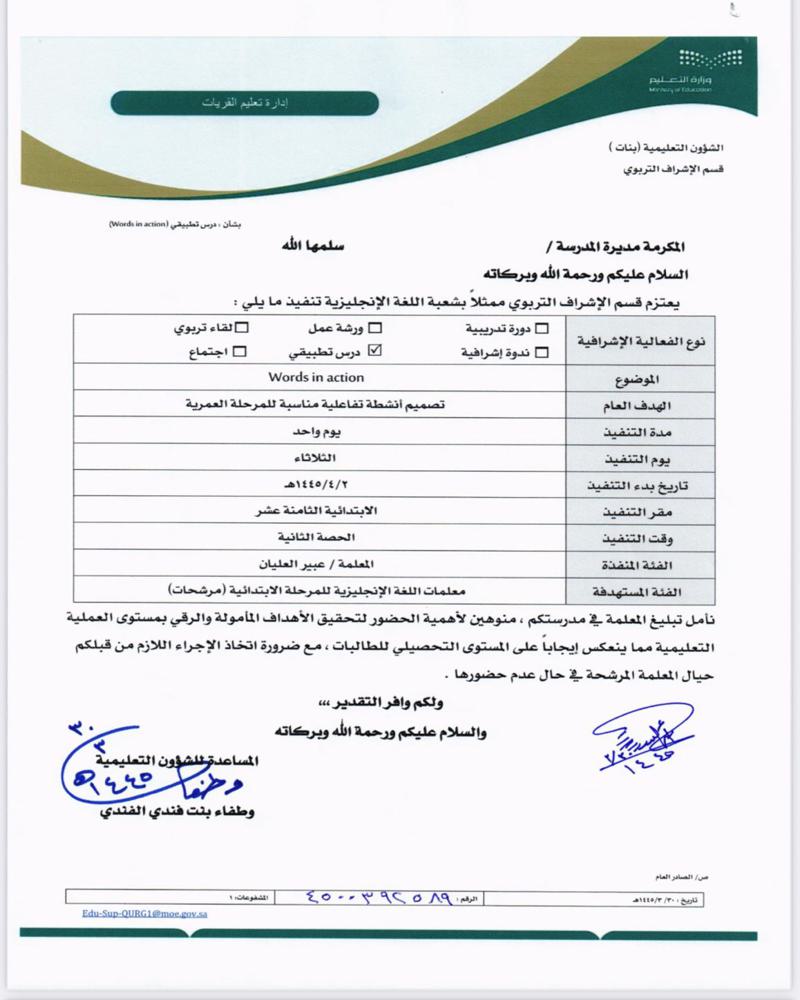 وزارة التعليم
Ministry of Education
إدارة تعليم القريات
الشؤون التعليمية (بنات )
قسم الإشراف التربوي
بشأن : درس تطبيقي (Words in action)
المكرمة مديرة المدرسة / سلمها الله
السلام عليكم ورحمة الله وبركاته
يعتزم قسم الإشراف التربوي ممثلاً بشعبة اللغة الإنجليزية تنفيذ ما يلي :
نوع الفعالية الإشرافية
☐ دورة تدريبية ☐ ورشة عمل ☐ لقاء تربوي
☐ ندوة إشرافية ☑ درس تطبيقي ☐ اجتماع
الموضوع Words in action
الهدف العام تصميم أنشطة تفاعلية مناسبة للمرحلة العمرية
مدة التنفيذ يوم واحد
يوم التنفيذ الثلاثاء
تاريخ بدء التنفيذ ١٤٤٥/٤/٢هـ
مقر التنفيذ الابتدائية الثامنة عشر
وقت التنفيذ الحصة الثانية
الفئة المنفذة المعلمة / عبير العليان
الفئة المستهدفة معلمات اللغة الإنجليزية للمرحلة الابتدائية (مرشحات)
نأمل تبليغ المعلمة في مدرستكم ، منوهين لأهمية الحضور لتحقيق الأهداف المأمولة والرقي بمستوى العملية
التعليمية مما ينعكس إيجاباً على المستوى التحصيلي للطالبات ، مع ضرورة اتخاذ الإجراء اللازم من قبلكم
حيال المعلمة المرشحة في حال عدم حضورها .
ولكم وافر التقدير ،،،
والسلام عليكم ورحمة الله وبركاته
المساعدة للشؤون التعليمية
٣٠
٣
١٤٤٥هـ
وطفاء بنت فندي الفندي
١٤٤٥
ص/ الصادر العام
تاريخ : ٣٠/ ٣/ ١٤٤٥هـ الرقم : ٤٥٠٠٣٩٢٥٨٩ المشفوعات: ١
Edu-Sup-QURG1@moe.gov.sa